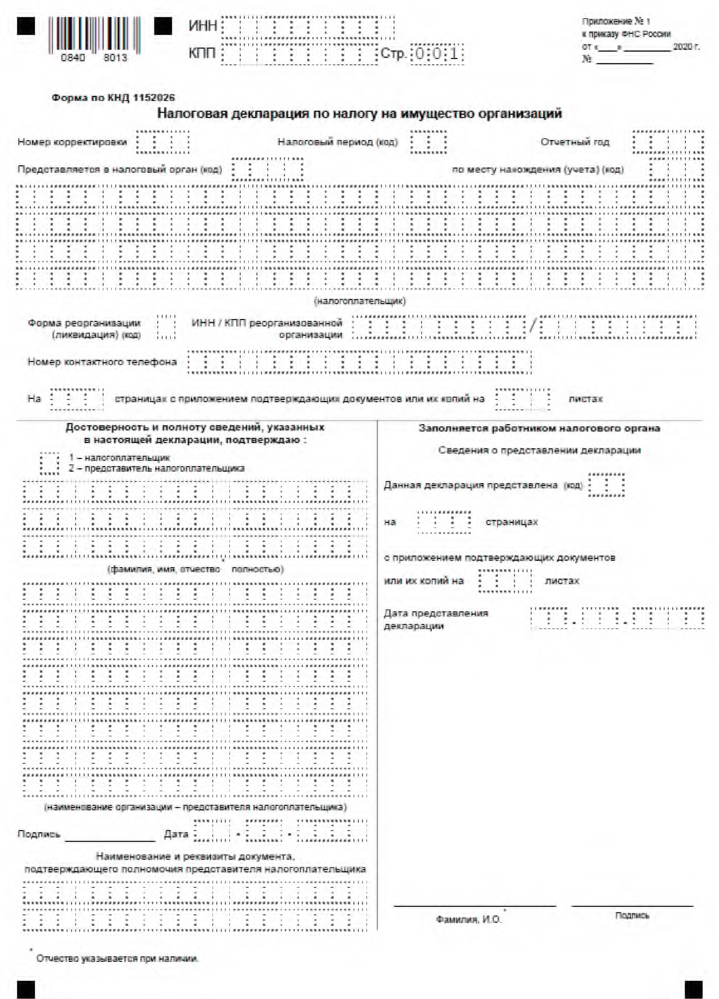 0840 8013
ИНН
КПП Стр. 001
Приложение № 1
к приказу ФНС России
от «___» ________ 2020 г.
№ ________
Форма по КНД 1152026
Налоговая декларация по налогу на имущество организаций
Номер корректировки Налоговый период (код) Отчетный год
Представляется в налоговый орган (код) по месту нахождения (учета) (код)
(налогоплательщик)
Форма реорганизации
(ликвидация) (код)
ИНН / КПП реорганизованной
организации /
Номер контактного телефона
На страницах с приложением подтверждающих документов или их копий на листах
Достоверность и полноту сведений, указанных
в настоящей декларации, подтверждаю :
1 – налогоплательщик
2 – представитель налогоплательщика
(фамилия, имя, отчество* полностью)
(наименование организации – представителя налогоплательщика)
Подпись ________ Дата . .
Наименование и реквизиты документа,
подтверждающего полномочия представителя налогоплательщика
Заполняется работником налогового органа
Сведения о представлении декларации
Данная декларация представлена (код)
на страницах
с приложением подтверждающих документов
или их копий на листах
Дата представления
декларации . .
Фамилия, И.О.* Подпись
* Отчество указывается при наличии.